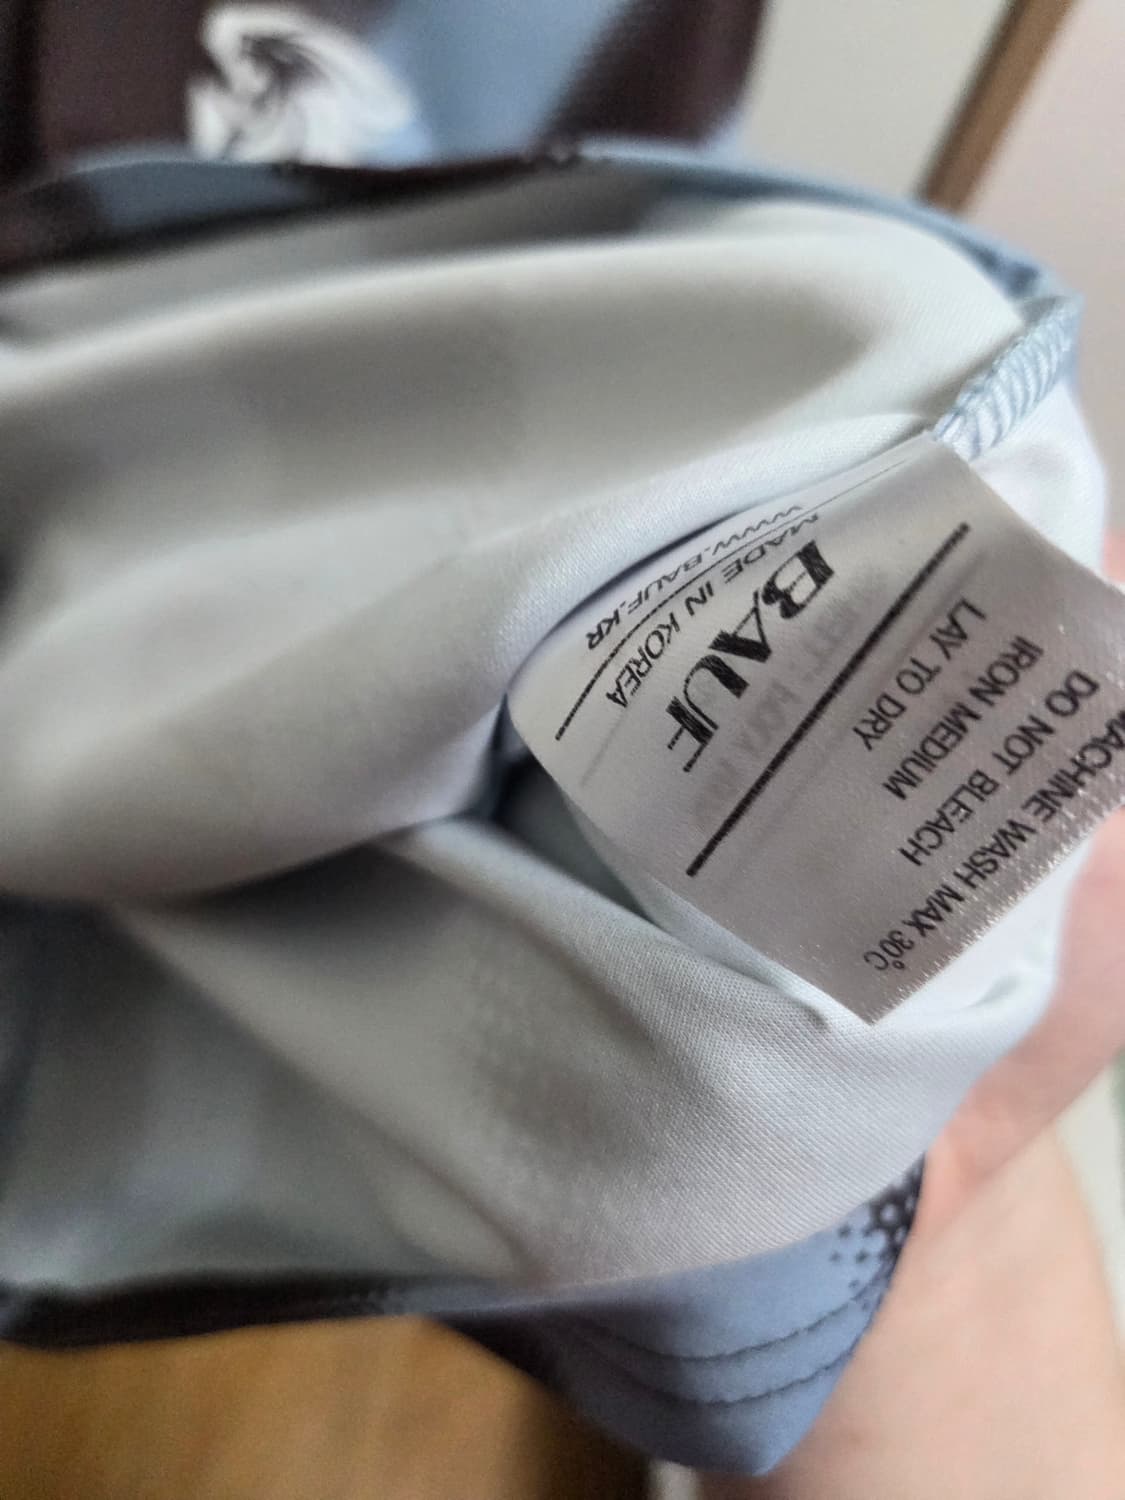 MACHINE WASH MAX 30°C
DO NOT BLEACH
IRON MEDIUM
LAY TO DRY
BAUF
MADE IN KOREA
www.BAUF.KR